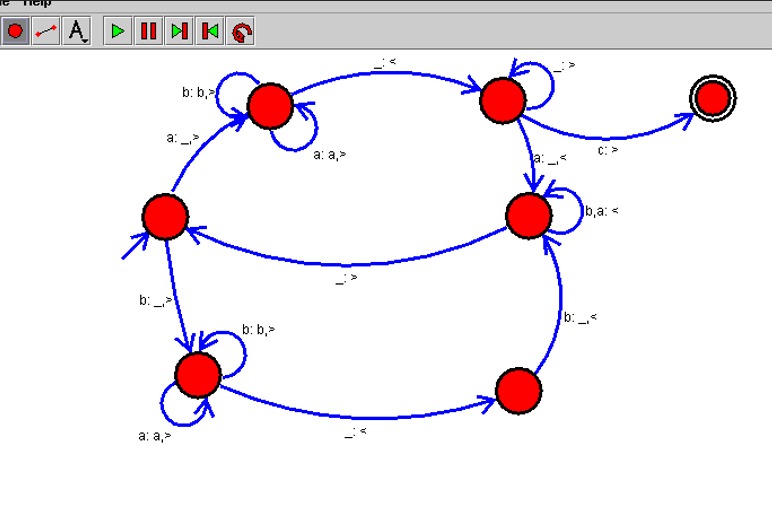 Help
A
_: <
_: >
b: b,>
a: _,>
a: a,>
c: >
a: _,<
b,a: <
_: >
b: _,>
b: _,<
b: b,>
a: a,>
_: <